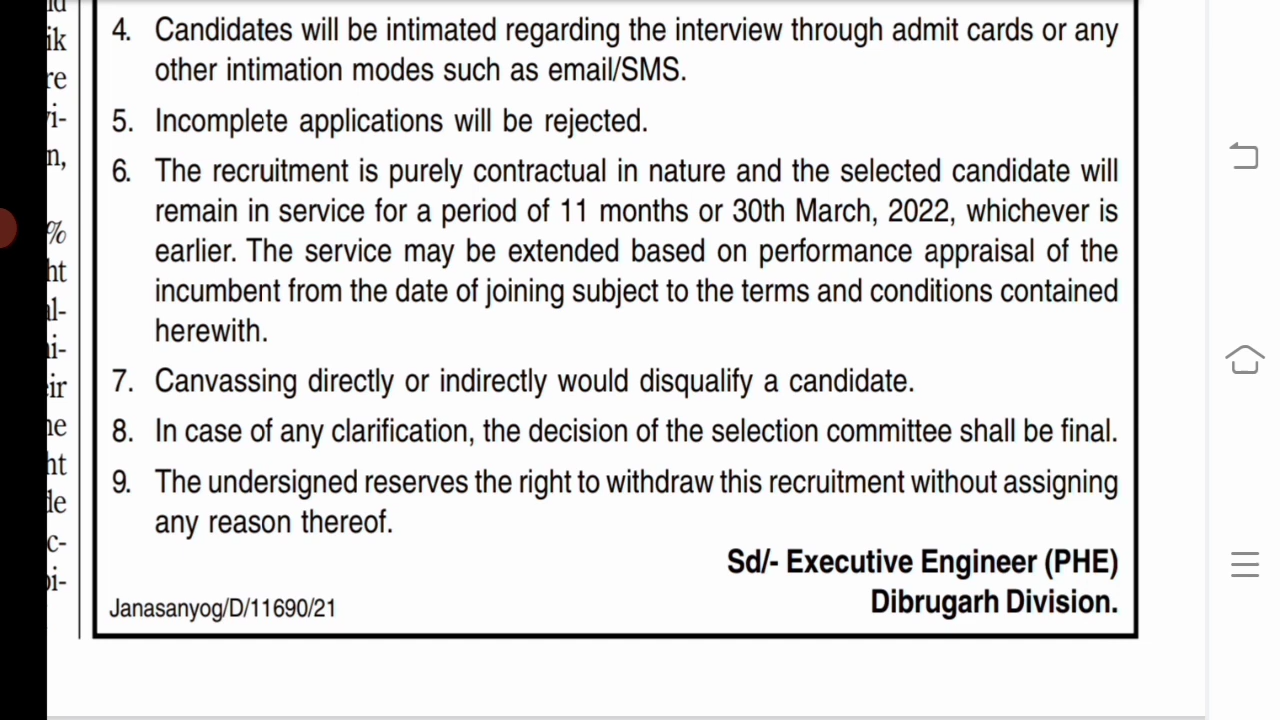 4. Candidates will be intimated regarding the interview through admit cards or any
other intimation modes such as email/SMS.
5. Incomplete applications will be rejected.
6. The recruitment is purely contractual in nature and the selected candidate will
remain in service for a period of 11 months or 30th March, 2022, whichever is
earlier. The service may be extended based on performance appraisal of the
incumbent from the date of joining subject to the terms and conditions contained
herewith.
7. Canvassing directly or indirectly would disqualify a candidate.
8. In case of any clarification, the decision of the selection committee shall be final.
9. The undersigned reserves the right to withdraw this recruitment without assigning
any reason thereof.
Sd/- Executive Engineer (PHE)
Dibrugarh Division.
Janasanyog/D/11690/21